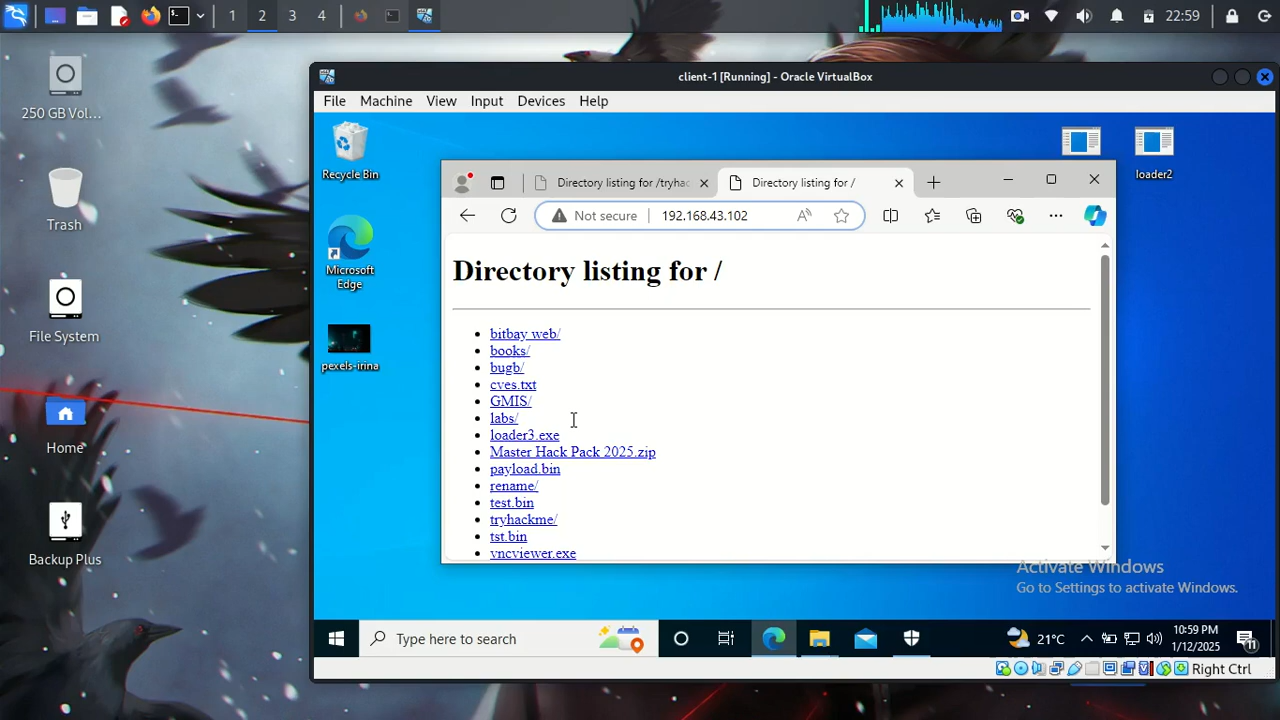 1 2 3 4 22:59
250 GB Vol...
Trash
File System
Home
Backup Plus
client-1 [Running] - Oracle VirtualBox
File Machine View Input Devices Help
Recycle Bin
Microsoft
Edge
pexels-irina
loader2
Directory listing for /tryhac
Directory listing for /
Not secure 192.168.43.102
Directory listing for /
bitbay web/
books/
bugb/
cves.txt
GMIS/
labs/
loader3.exe
Master Hack Pack 2025.zip
payload.bin
rename/
test.bin
tryhackme/
tst.bin
vncviewer.exe
Activate Windows
Go to Settings to activate Windows.
Type here to search
21°C
10:59 PM
1/12/2025
11
Right Ctrl